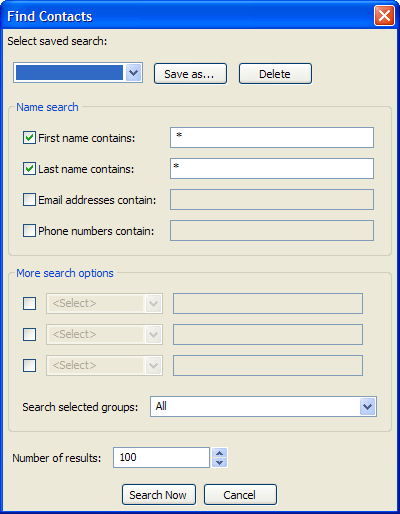 Find Contacts
Select saved search:
Save as... Delete
Name search
First name contains: *
Last name contains: *
Email addresses contain:
Phone numbers contain:
More search options
<Select>
<Select>
<Select>
Search selected groups: All
Number of results: 100
Search Now Cancel